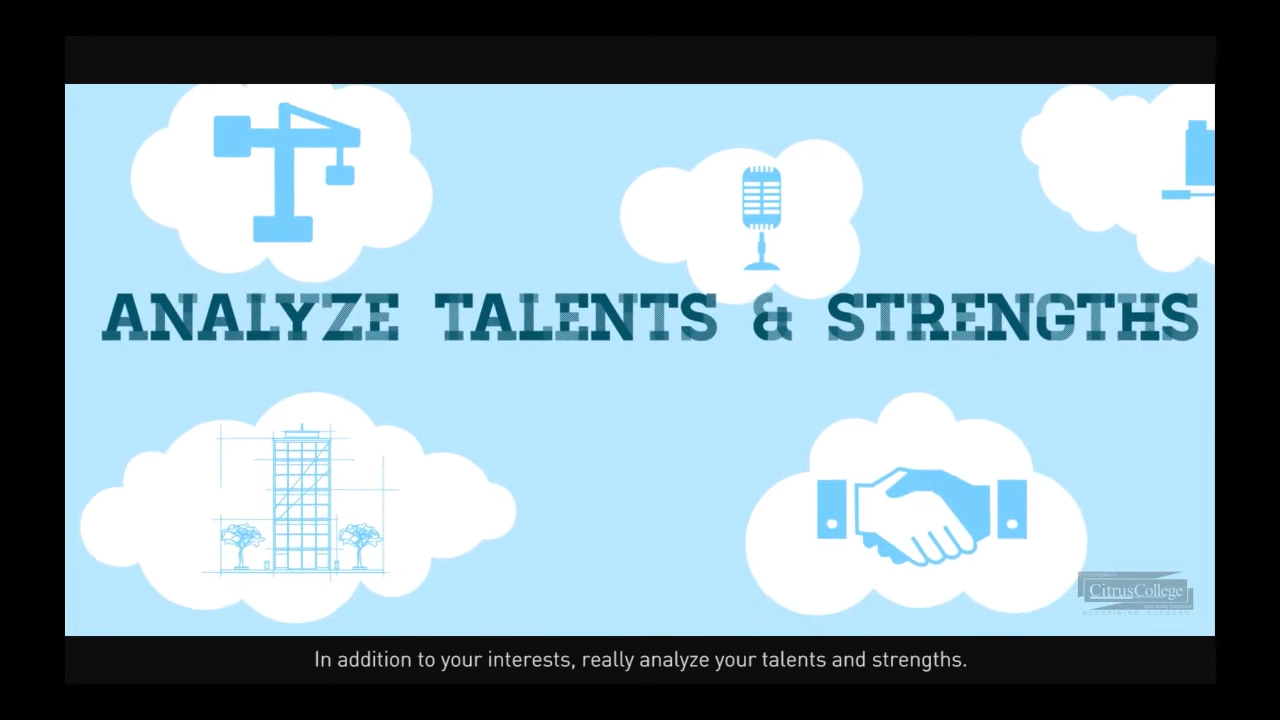 ANALYZE TALENTS & STRENGTHS
CitrusCollege
In addition to your interests, really analyze your talents and strengths.